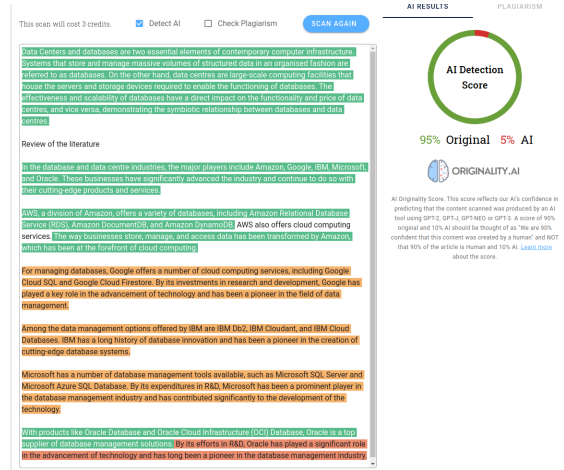 This scan will cost 3 credits.
Detect AI
Check Plagiarism
SCAN AGAIN
Data Centers and databases are two essential elements of contemporary computer infrastructure.
Systems that store and manage massive volumes of structured data in an organised fashion are
referred to as databases. On the other hand, data centres are large-scale computing facilities that
house the servers and storage devices required to enable the functioning of databases. The
effectiveness and scalability of databases have a direct impact on the functionality and price of data
centres, and vice versa, demonstrating the symbiotic relationship between databases and data
centres.
Review of the literature
In the database and data centre industries, the major players include Amazon, Google, IBM, Microsoft,
and Oracle. These businesses have significantly advanced the industry and continue to do so with
their cutting-edge products and services.
AWS, a division of Amazon, offers a variety of databases, including Amazon Relational Database
Service (RDS), Amazon DocumentDB, and Amazon DynamoDB. AWS also offers cloud computing
services. The way businesses store, manage, and access data has been transformed by Amazon,
which has been at the forefront of cloud computing.
For managing databases, Google offers a number of cloud computing services, including Google
Cloud SQL and Google Cloud Firestore. By its investments in research and development, Google has
played a key role in the advancement of technology and has been a pioneer in the field of data
management.
Among the data management options offered by IBM are IBM Db2, IBM Cloudant, and IBM Cloud
Databases. IBM has a long history of database innovation and has been a pioneer in the creation of
cutting-edge database systems.
Microsoft has a number of database management tools available, such as Microsoft SQL Server and
Microsoft Azure SQL Database. By its expenditures in R&D, Microsoft has been a prominent player in
the database management industry and has contributed significantly to the development of the
technology.
With products like Oracle Database and Oracle Cloud Infrastructure (OCI) Database, Oracle is a top
supplier of database management solutions. By its efforts in R&D, Oracle has played a significant role
in the advancement of technology and has long been a pioneer in the database management industry.
AI RESULTS
PLAGIARISM
AI Detection
Score
95% Original 5% AI
ORIGINALITY.AI
AI Originality Score. This score reflects our AI's confidence in
predicting that the content scanned was produced by an AI
tool using GPT-2, GPT-J, GPT-NEO or GPT-3. A score of 90%
original and 10% AI should be thought of as "We are 90%
confident that this content was created by a human" and NOT
that 90% of the article is Human and 10% AI. Learn more
about the score.